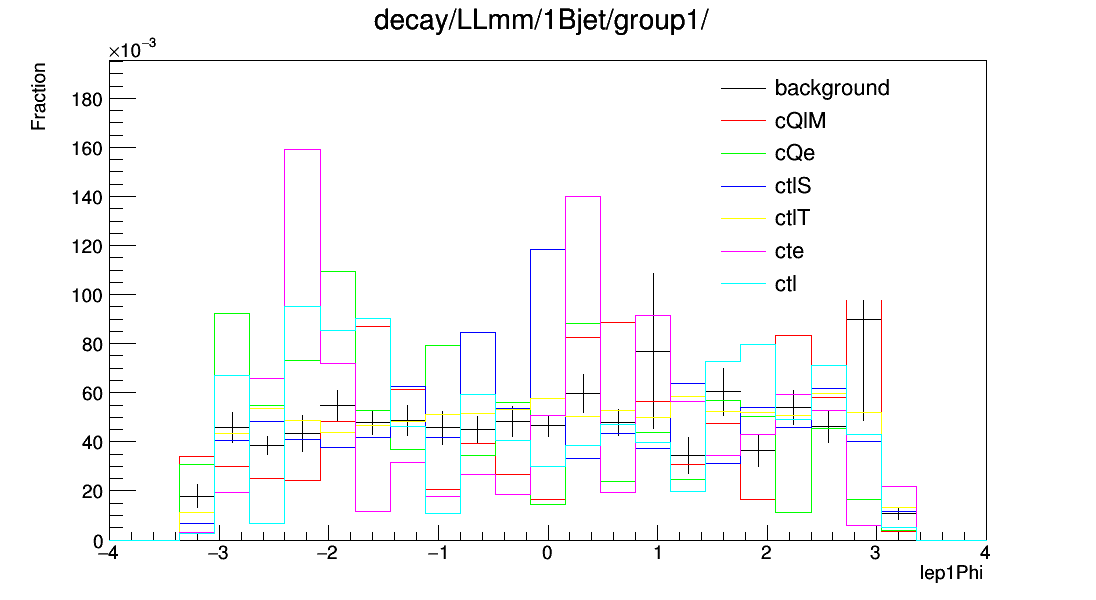 decay/LLmm/1Bjet/group1/
×10⁻³
Fraction
180
160
140
120
100
80
60
40
20
0
background
cQlM
cQe
ctlS
ctlT
cte
ctl
−4 −3 −2 −1 0 1 2 3 4
lep1Phi